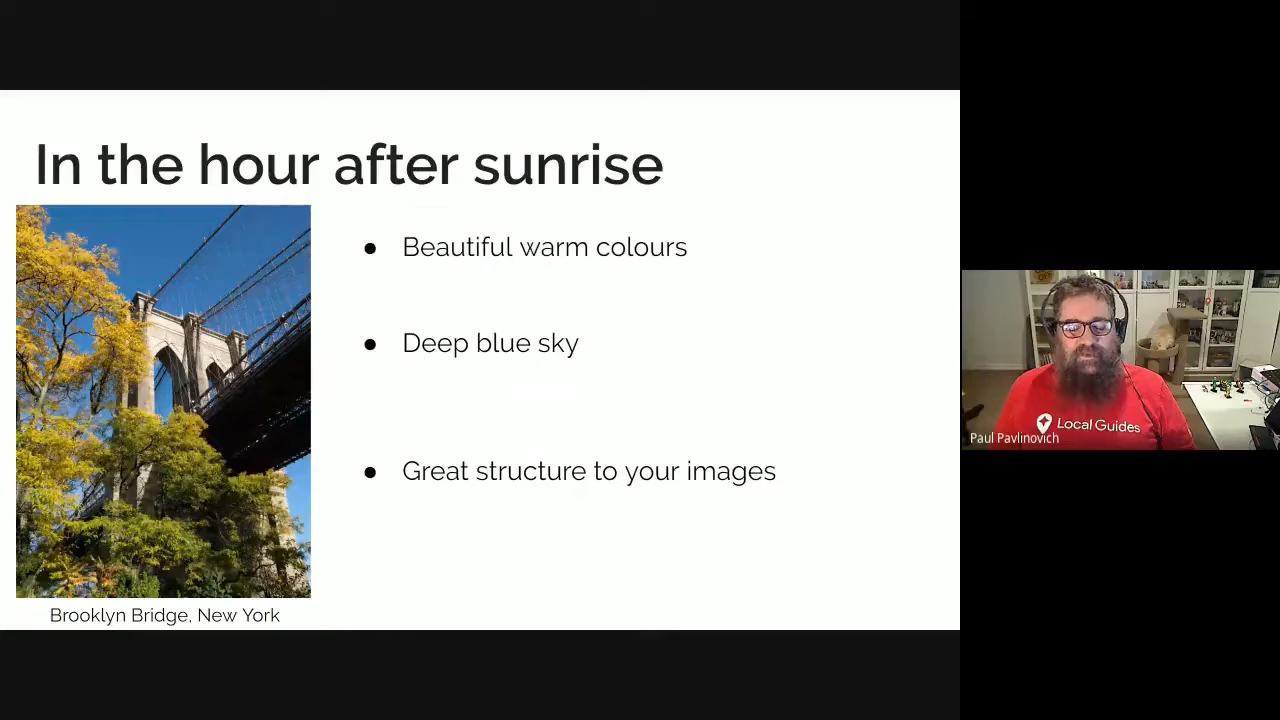 In the hour after sunrise
● Beautiful warm colours
● Deep blue sky
● Great structure to your images
Brooklyn Bridge, New York
Local Guides
Paul Pavlinovich